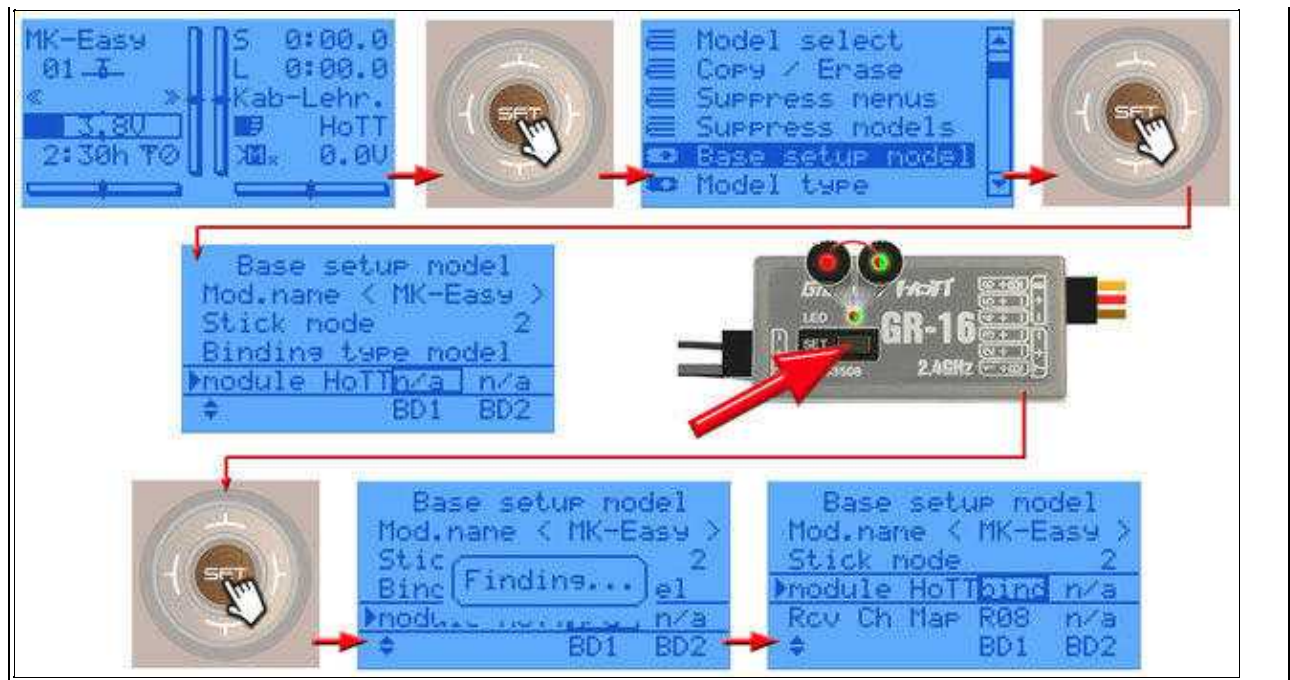 MK-Easy
01
« »
3.8V
2:30h
S 0:00.0
L 0:00.0
Kab-Lehr.
HoTT
0.0V
SET
Model select
Copy / Erase
Suppress menus
Suppress models
Base setup model
Model type
SET
Base setup model
Mod.name < MK-Easy >
Stick mode 2
Binding type model
module HoTT n/a n/a
BD1 BD2
HoTT
LED
SET
GR-16
2.4GHz
SET
Base setup model
Mod.name < MK-Easy >
Stic 2
Finding...
Binc el
n/a
BD1 BD2
Base setup model
Mod.name < MK-Easy >
Stick mode 2
module HoTT bind n/a
Rcv Ch Map R08 n/a
BD1 BD2